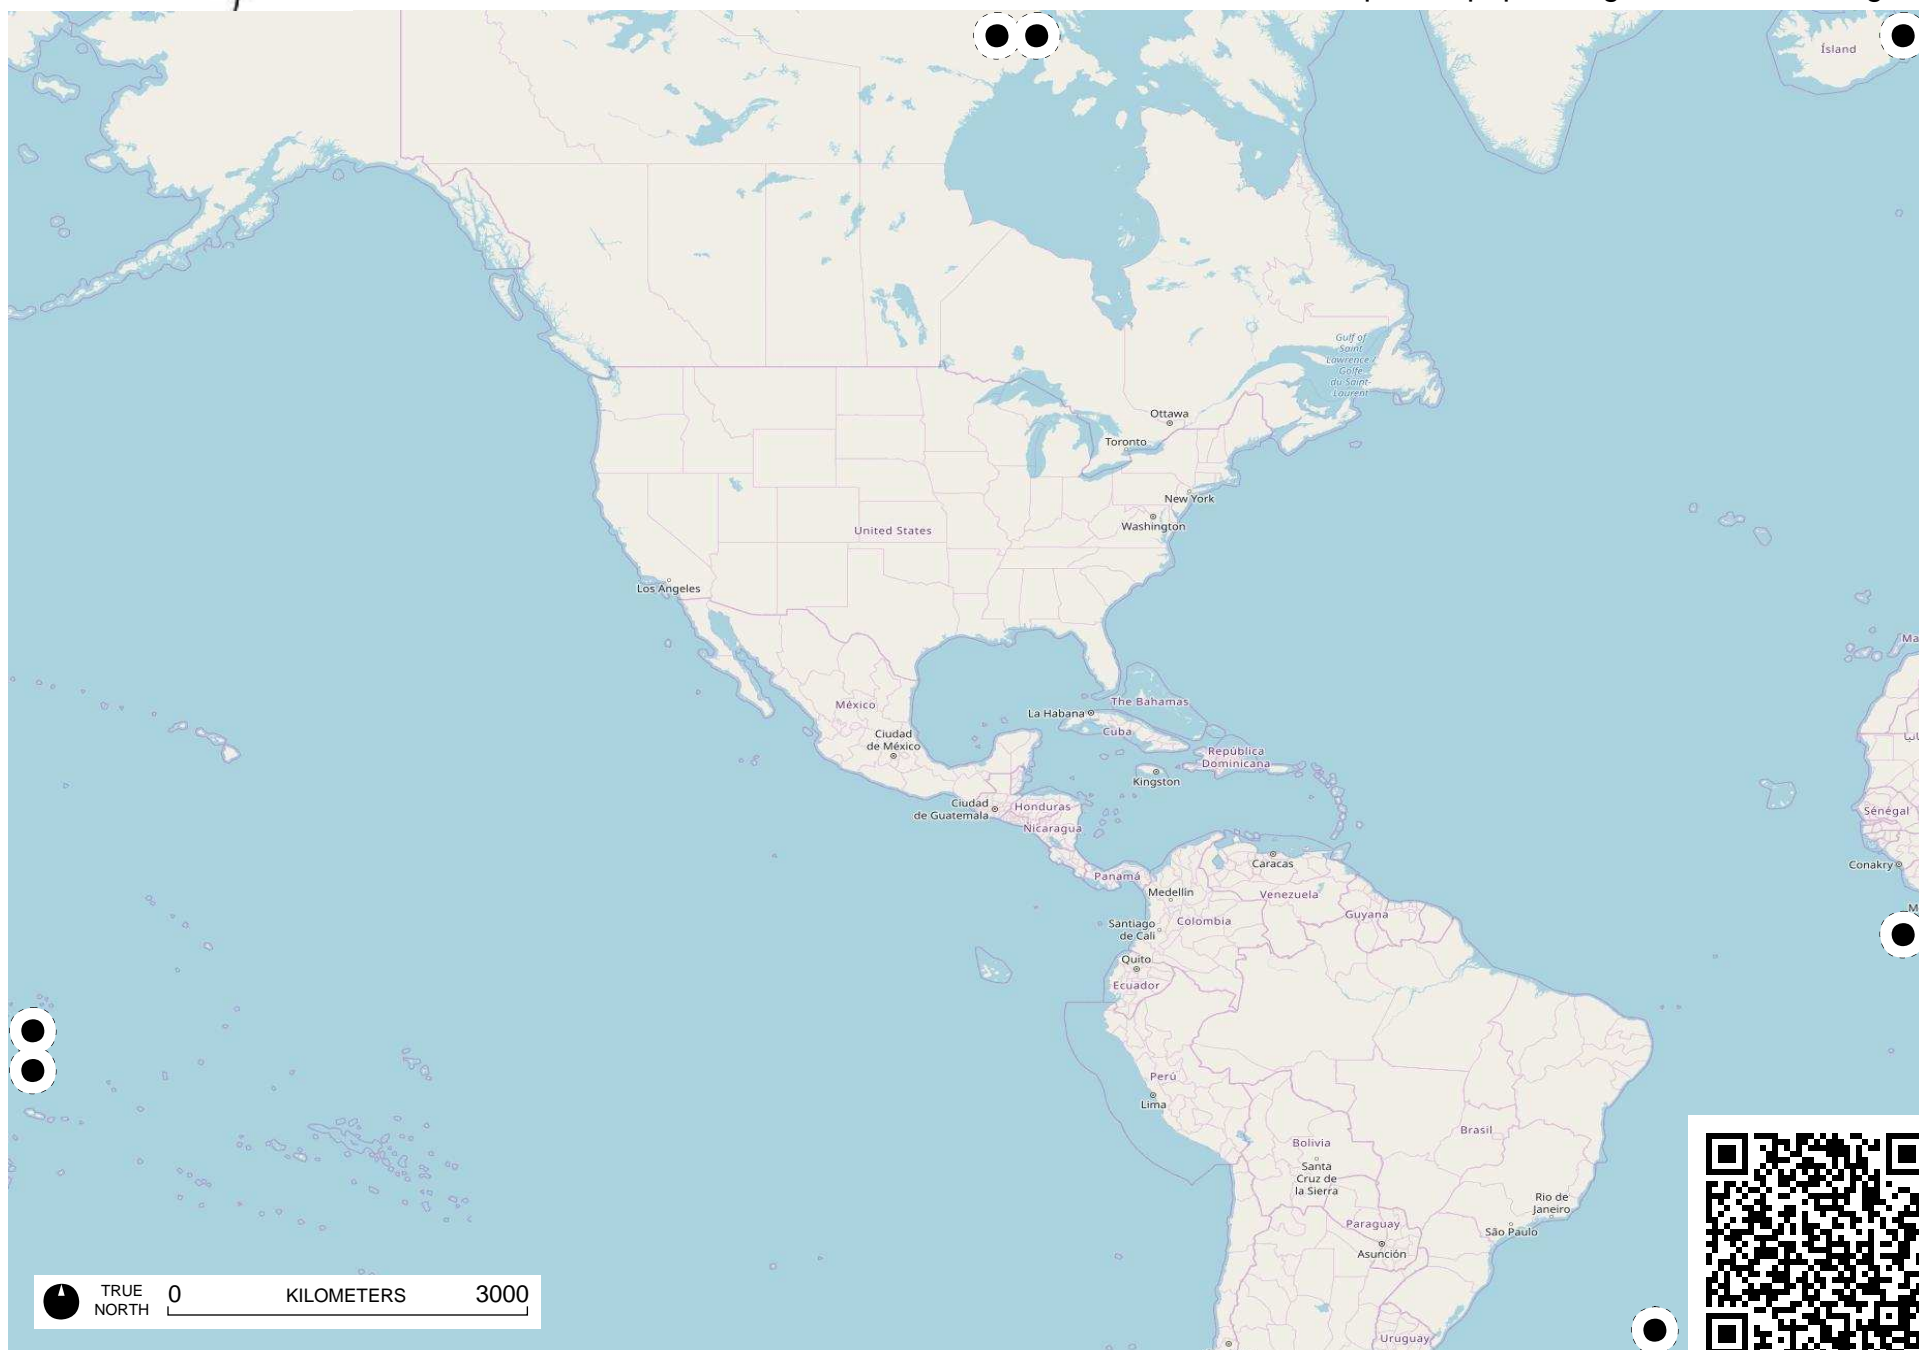 Ísland
Gulf of
Saint
Lawrence /
Golfe
du Saint-
Laurent
Ottawa
Toronto
New York
Washington
United States
Los Angeles
México
Ciudad
de México
La Habana
The Bahamas
Cuba
República
Dominicana
Kingston
Ciudad
de Guatemala
Honduras
Nicaragua
Sénégal
Conakry
Caracas
Panamá
Medellín
Venezuela
Guyana
Santiago
de Cali
Colombia
Quito
Ecuador
Perú
Lima
Brasil
Bolivia
Santa
Cruz de
la Sierra
Rio de
Janeiro
São Paulo
Paraguay
Asunción
Uruguay
TRUE
NORTH
0 KILOMETERS 3000